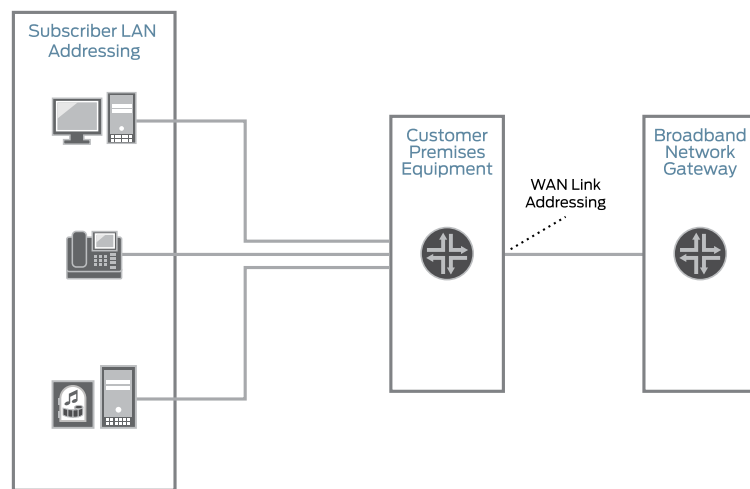 Subscriber LAN
Addressing
Customer
Premises
Equipment
Broadband
Network
Gateway
WAN Link
Addressing